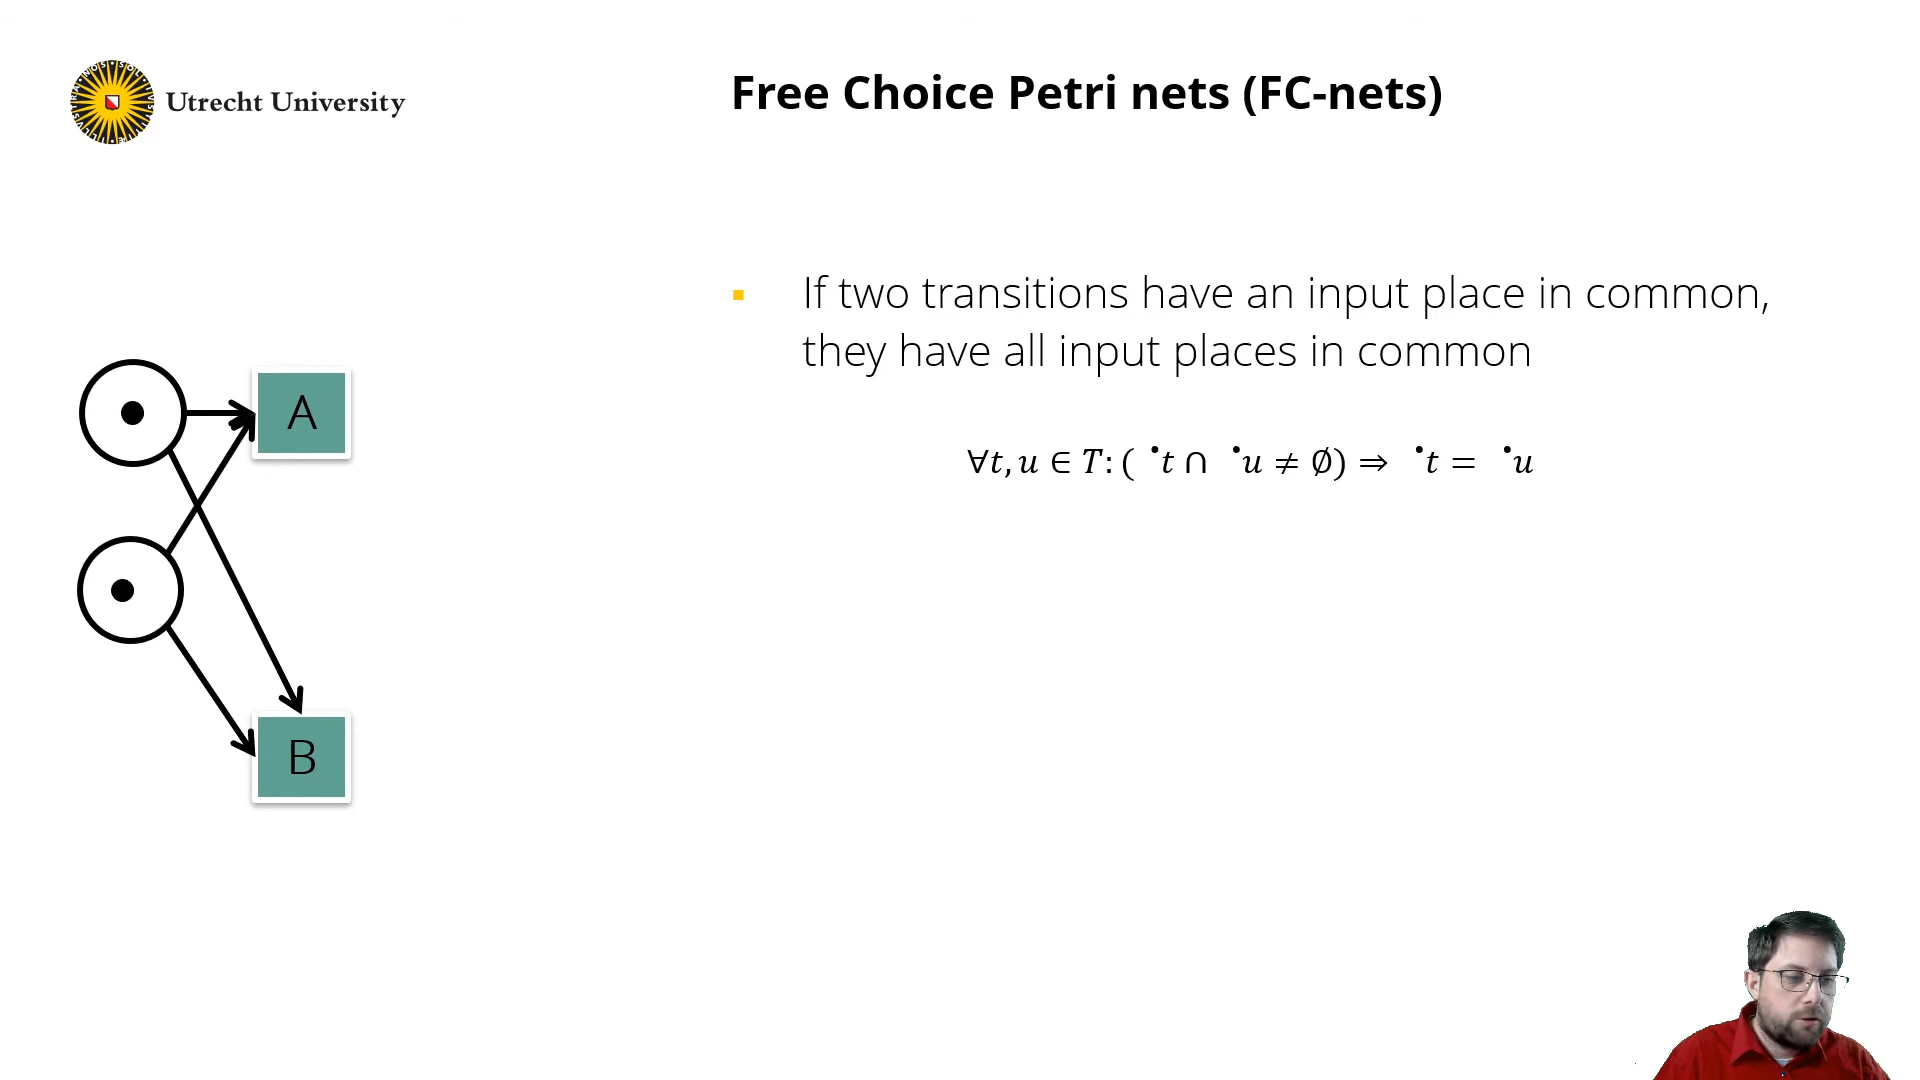 Utrecht University
Free Choice Petri nets (FC-nets)
If two transitions have an input place in common,
they have all input places in common
∀t, u ∈ T: ( •t ∩ •u ≠ ∅) ⇒ •t = •u
A
B